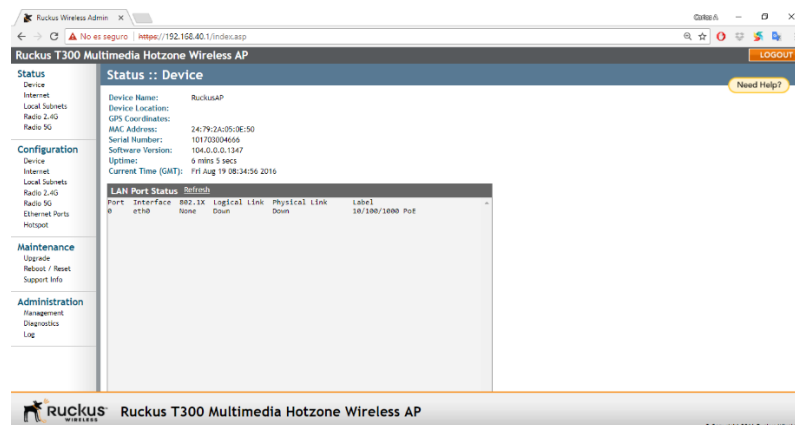 Ruckus Wireless Admin
No es seguro | https://192.168.40.1/index.asp
Ruckus T300 Multimedia Hotzone Wireless AP
LOGOUT
Status
Device
Internet
Local Subnets
Radio 2.4G
Radio 5G
Configuration
Device
Internet
Local Subnets
Radio 2.4G
Radio 5G
Ethernet Ports
Hotspot
Maintenance
Upgrade
Reboot / Reset
Support Info
Administration
Management
Diagnostics
Log
Status :: Device
Need Help?
Device Name: RuckusAP
Device Location:
GPS Coordinates:
MAC Address: 24:79:2A:05:0E:50
Serial Number: 101703004666
Software Version: 104.0.0.0.1347
Uptime: 6 mins 5 secs
Current Time (GMT): Fri Aug 19 08:34:56 2016
LAN Port Status Refresh
Port Interface 802.1X Logical Link Physical Link Label
0 eth0 None Down Down 10/100/1000 PoE
Ruckus WIRELESS
Ruckus T300 Multimedia Hotzone Wireless AP